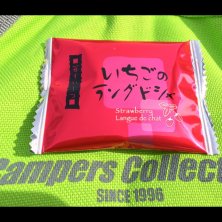 いちごの
ラングドシャ
Strawberry
Langue de chat
Campers Collect
SINCE 1996